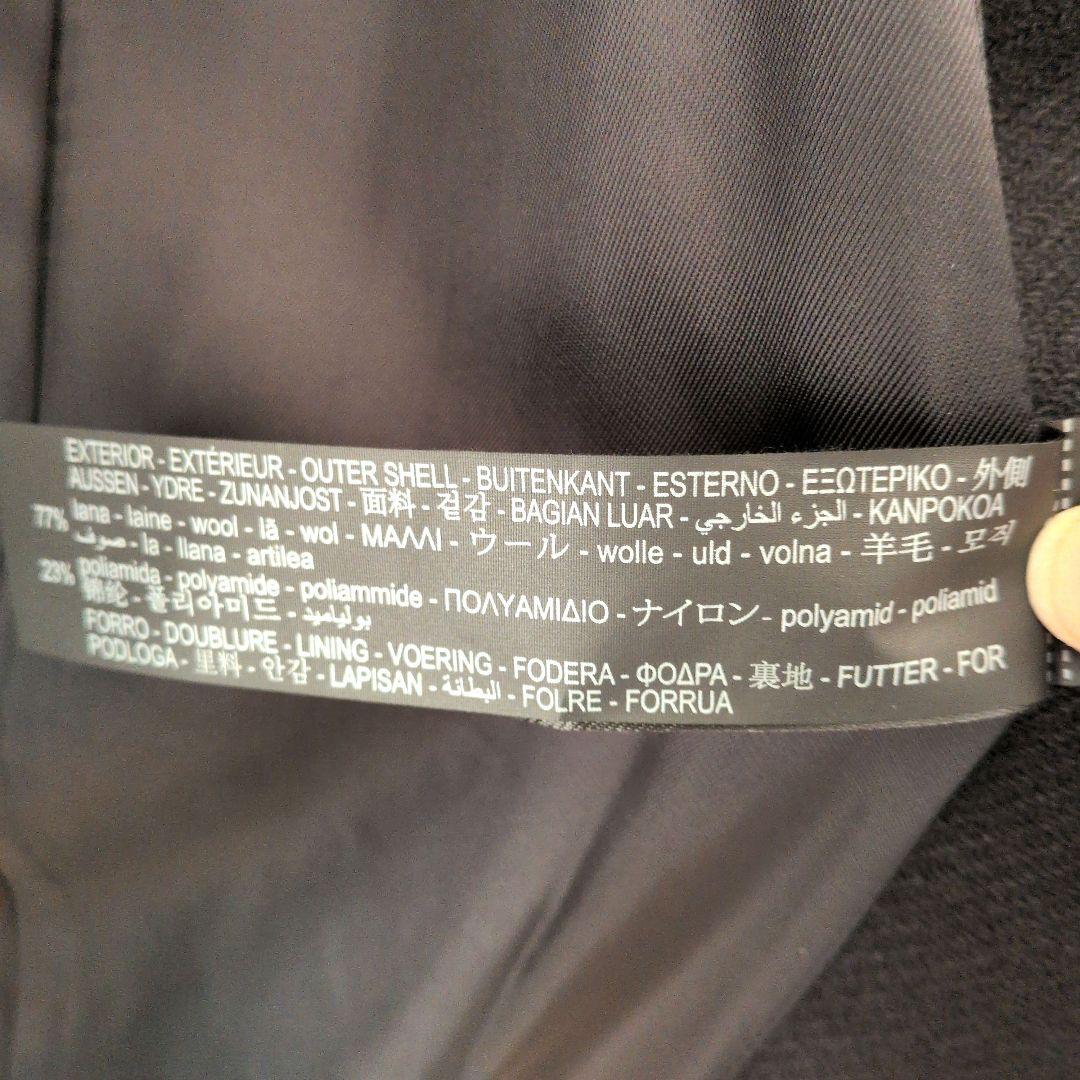 EXTERIOR - EXTÉRIEUR - OUTER SHELL - BUITENKANT - ESTERNO - ΕΞΩΤΕΡΙΚΟ - 外側
AUSSEN - YDRE - ZUNANJOST - 面料 - 겉감 - BAGIAN LUAR - الجزء الخارجي - KANPOKOA
77% lana - laine - wool - lã - wol - ΜΑΛΛΙ - ウール - wolle - uld - volna - 羊毛 - 모직
صوف - la - llana - artilea
23% poliamida - polyamide - poliammide - ΠΟΛΥΑΜΙΔΙΟ - ナイロン - polyamid - poliamid
锦纶 - 폴리아미드 - بولياميد
FORRO - DOUBLURE - LINING - VOERING - FODERA - ΦΟΔΡΑ - 裏地 - FUTTER - FOR
PODLOGA - 里料 - 안감 - LAPISAN - البطانة - FOLRE - FORRUA